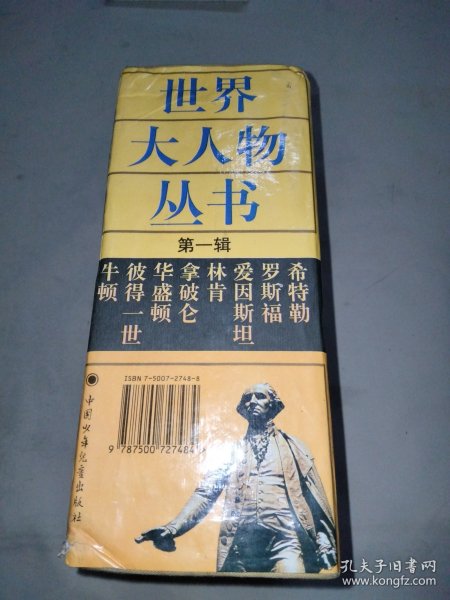 世界
大人物
丛书
第一辑
希特勒
罗斯福
爱因斯坦
林肯
拿破仑
华盛顿
彼得一世
牛顿
ISBN 7-5007-2748-8
9 787500 727484
中国少年儿童出版社
孔夫子旧书网
www.kongfz.com